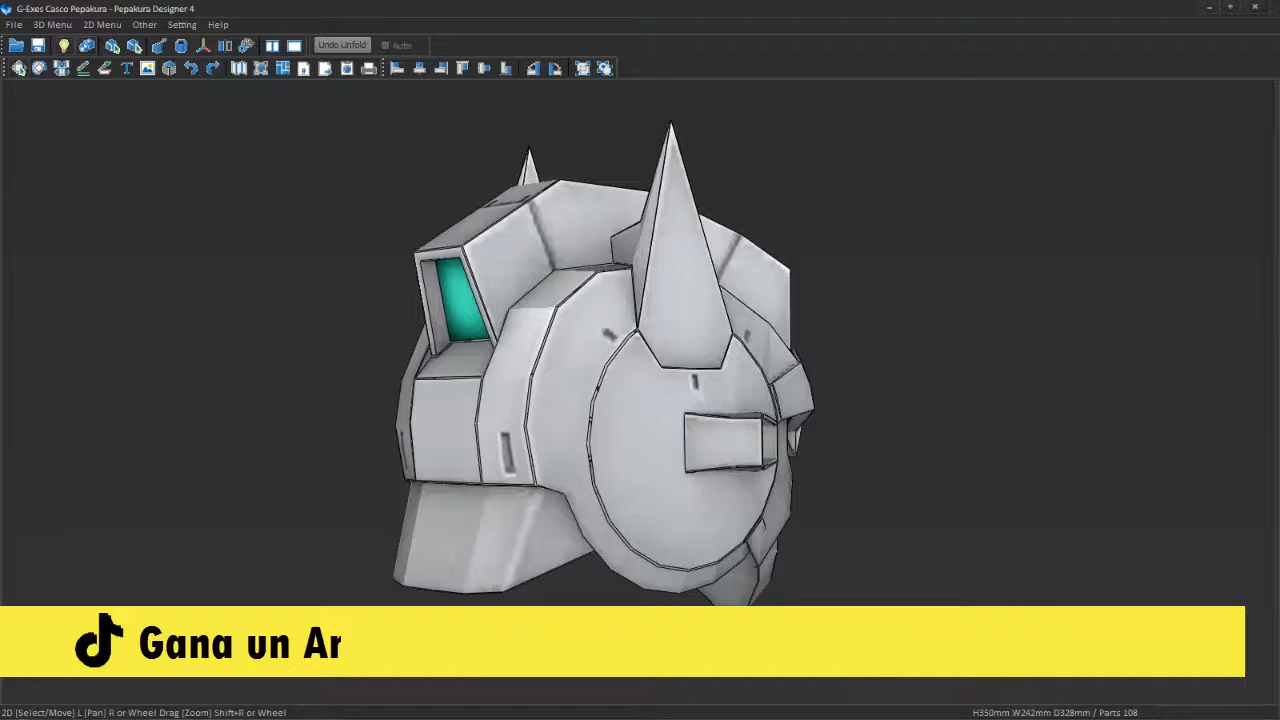 G-Exes Casco Pepakura - Pepakura Designer 4
File 3D Menu 2D Menu Other Setting Help
Undo Unfold Auto
Gana un Ar
2D [Select/Move] L [Pan] R or Wheel Drag [Zoom] Shift+R or Wheel
H350mm W242mm D328mm / Parts 108